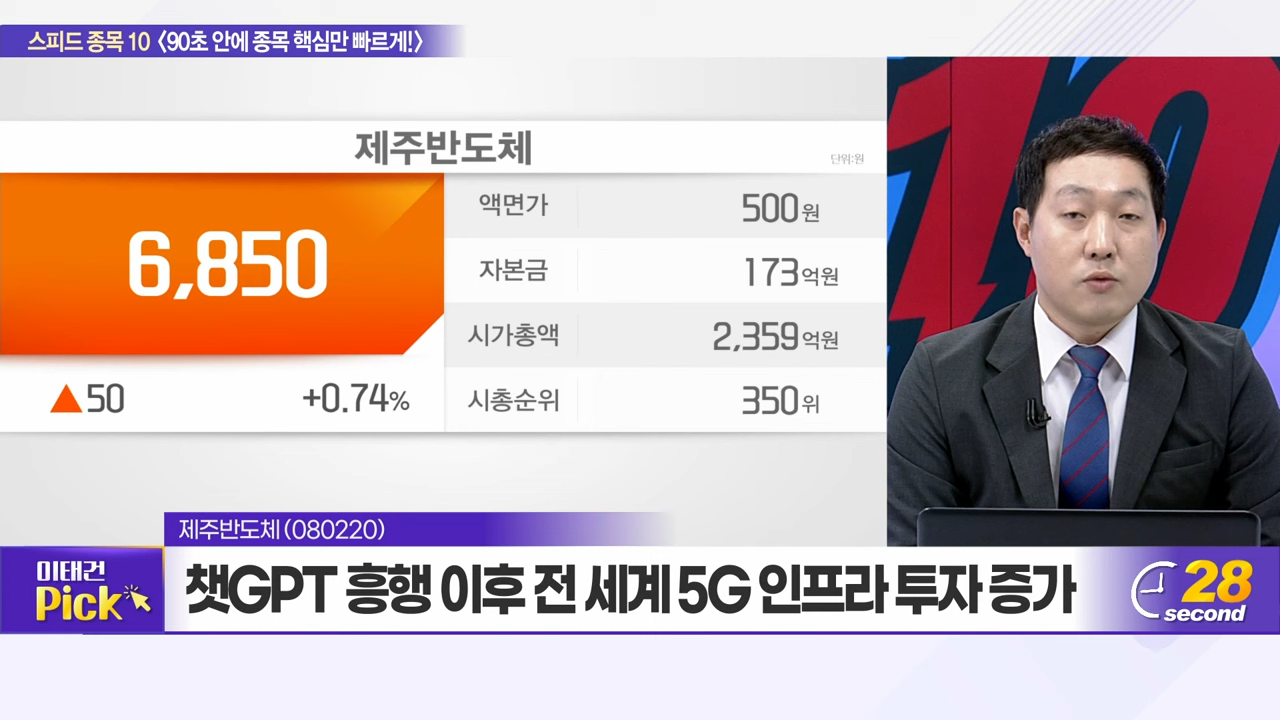 스피드 종목 10 <90초 안에 종목 핵심만 빠르게!>
제주반도체
단위:원
6,850
▲50 +0.74%
액면가 500원
자본금 173억원
시가총액 2,359억원
시총순위 350위
10
제주반도체(080220)
이태건
Pick
챗GPT 흥행 이후 전 세계 5G 인프라 투자 증가
28
second